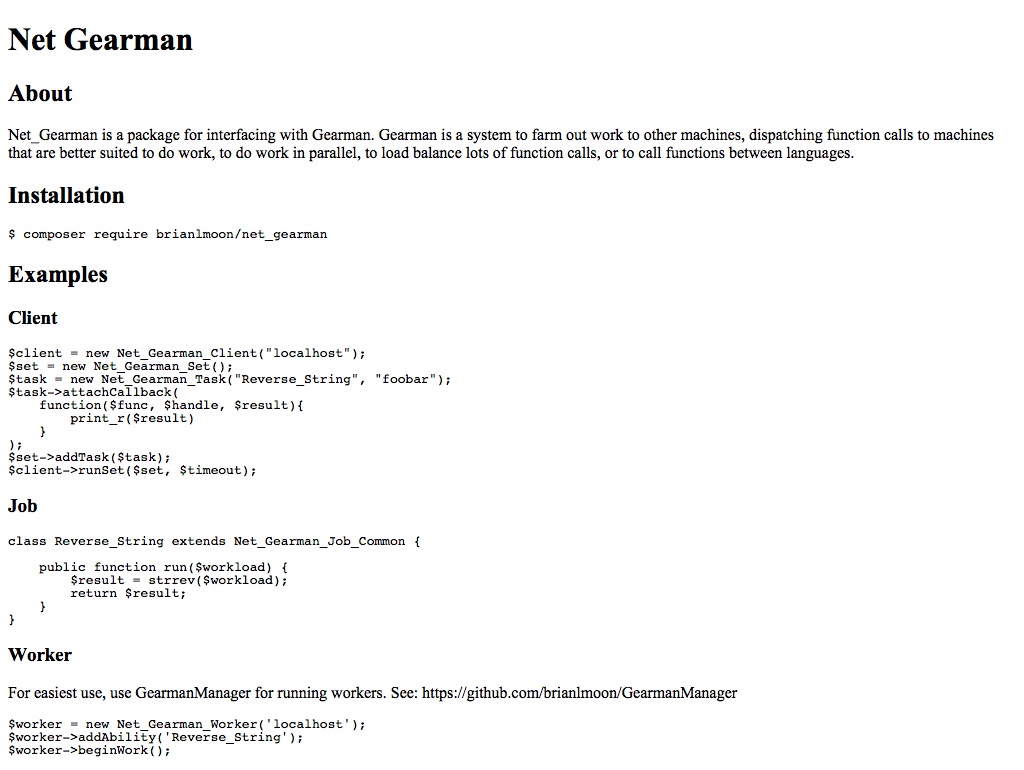 Net Gearman
About
Net_Gearman is a package for interfacing with Gearman. Gearman is a system to farm out work to other machines, dispatching function calls to machines
that are better suited to do work, to do work in parallel, to load balance lots of function calls, or to call functions between languages.
Installation
$ composer require brianlmoon/net_gearman
Examples
Client
$client = new Net_Gearman_Client("localhost");
$set = new Net_Gearman_Set();
$task = new Net_Gearman_Task("Reverse_String", "foobar");
$task->attachCallback(
    function($func, $handle, $result){
        print_r($result)
    }
);
$set->addTask($task);
$client->runSet($set, $timeout);
Job
class Reverse_String extends Net_Gearman_Job_Common {
    public function run($workload) {
        $result = strrev($workload);
        return $result;
    }
}
Worker
For easiest use, use GearmanManager for running workers. See: https://github.com/brianlmoon/GearmanManager
$worker = new Net_Gearman_Worker('localhost');
$worker->addAbility('Reverse_String');
$worker->beginWork();